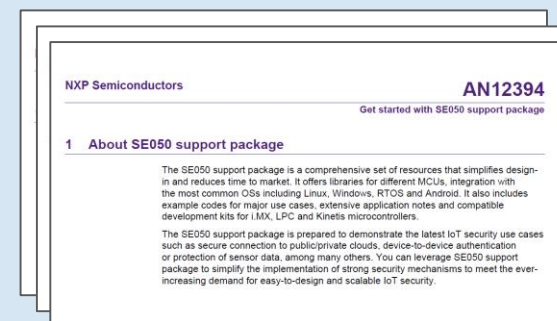 NXP Semiconductors
AN12394
Get started with SE050 support package
1 About SE050 support package
The SE050 support package is a comprehensive set of resources that simplifies design-
in and reduces time to market. It offers libraries for different MCUs, integration with
the most common OSs including Linux, Windows, RTOS and Android. It also includes
example codes for major use cases, extensive application notes and compatible
development kits for i.MX, LPC and Kinetis microcontrollers.
The SE050 support package is prepared to demonstrate the latest IoT security use cases
such as secure connection to public/private clouds, device-to-device authentication
or protection of sensor data, among many others. You can leverage SE050 support
package to simplify the implementation of strong security mechanisms to meet the ever-
increasing demand for easy-to-design and scalable IoT security.